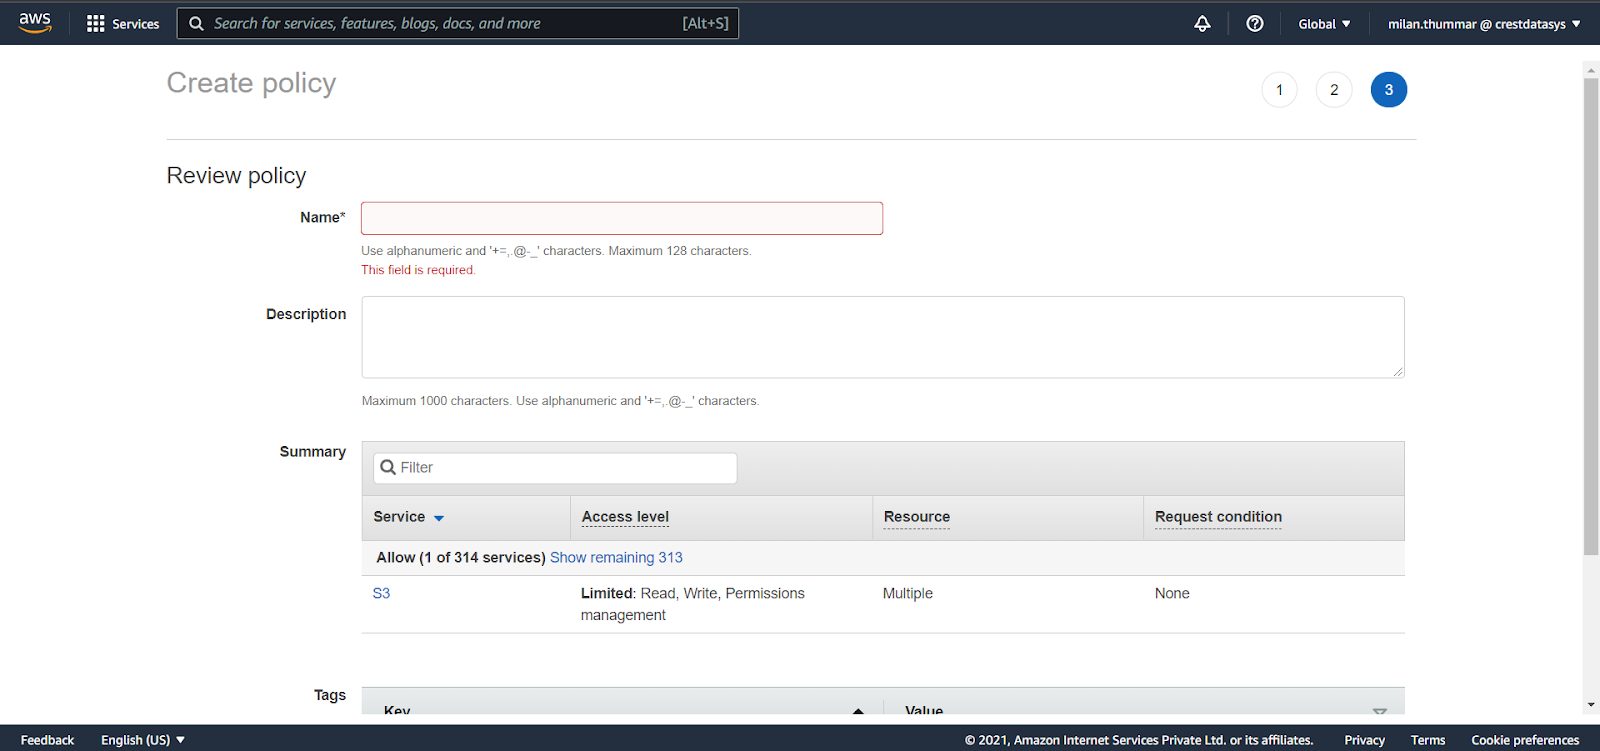 aws
Services
Search for services, features, blogs, docs, and more
[Alt+S]
Global
milan.thummar @ crestdatasys
Create policy
1
2
3
Review policy
Name*
Use alphanumeric and '+=,.@-_' characters. Maximum 128 characters.
This field is required.
Description
Maximum 1000 characters. Use alphanumeric and '+=,.@-_' characters.
Summary
Filter
Service
Access level
Resource
Request condition
Allow (1 of 314 services) Show remaining 313
S3
Limited: Read, Write, Permissions
management
Multiple
None
Tags
Key
Value
Feedback
English (US)
© 2021, Amazon Internet Services Private Ltd. or its affiliates.
Privacy
Terms
Cookie preferences